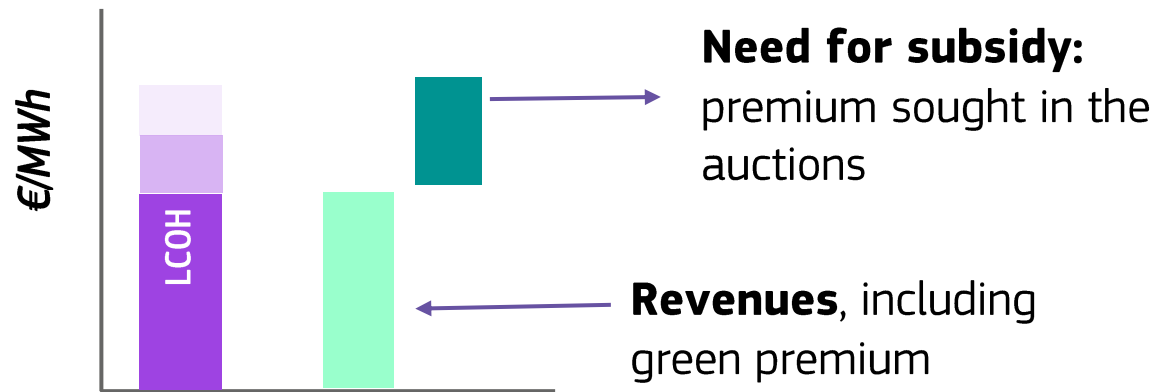 €/MWh
LCOH
Need for subsidy:
premium sought in the
auctions
Revenues, including
green premium